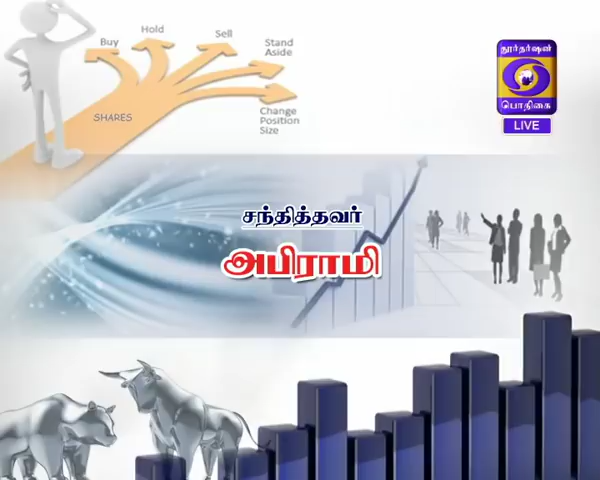 Buy
Hold
Sell
Stand
Aside
Change
Position
Size
SHARES
தூர்தர்ஷன்
பொதிகை
LIVE
சந்தித்தவர்
அபிராமி